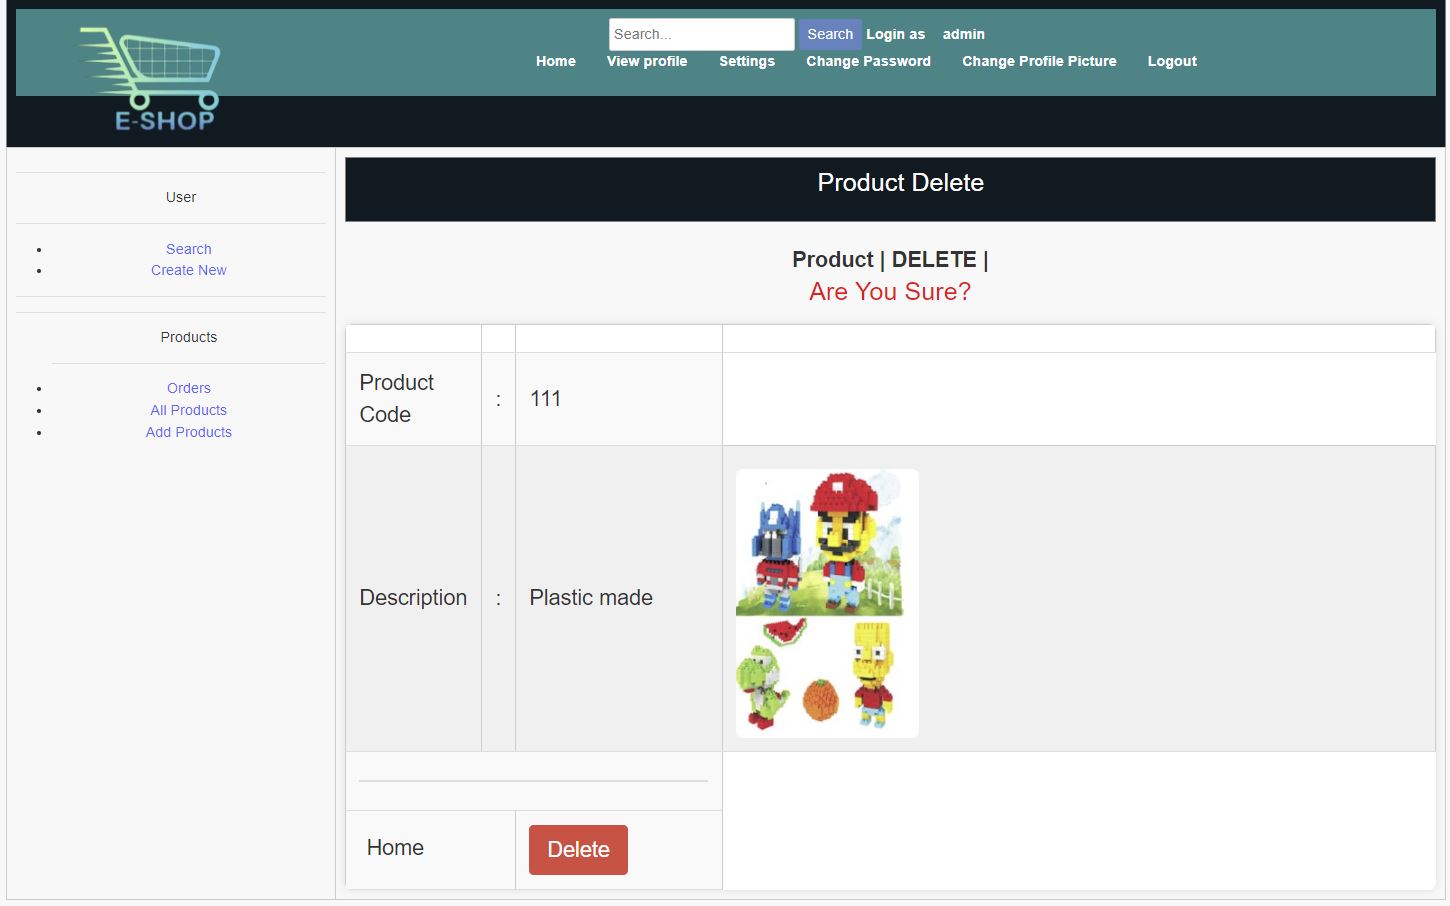 Search... Search Login as admin
Home View profile Settings Change Password Change Profile Picture Logout
E-SHOP
User
Search
Create New
Products
Orders
All Products
Add Products
Product Delete
Product | DELETE |
Are You Sure?
Product Code : 111
Description : Plastic made
Home Delete